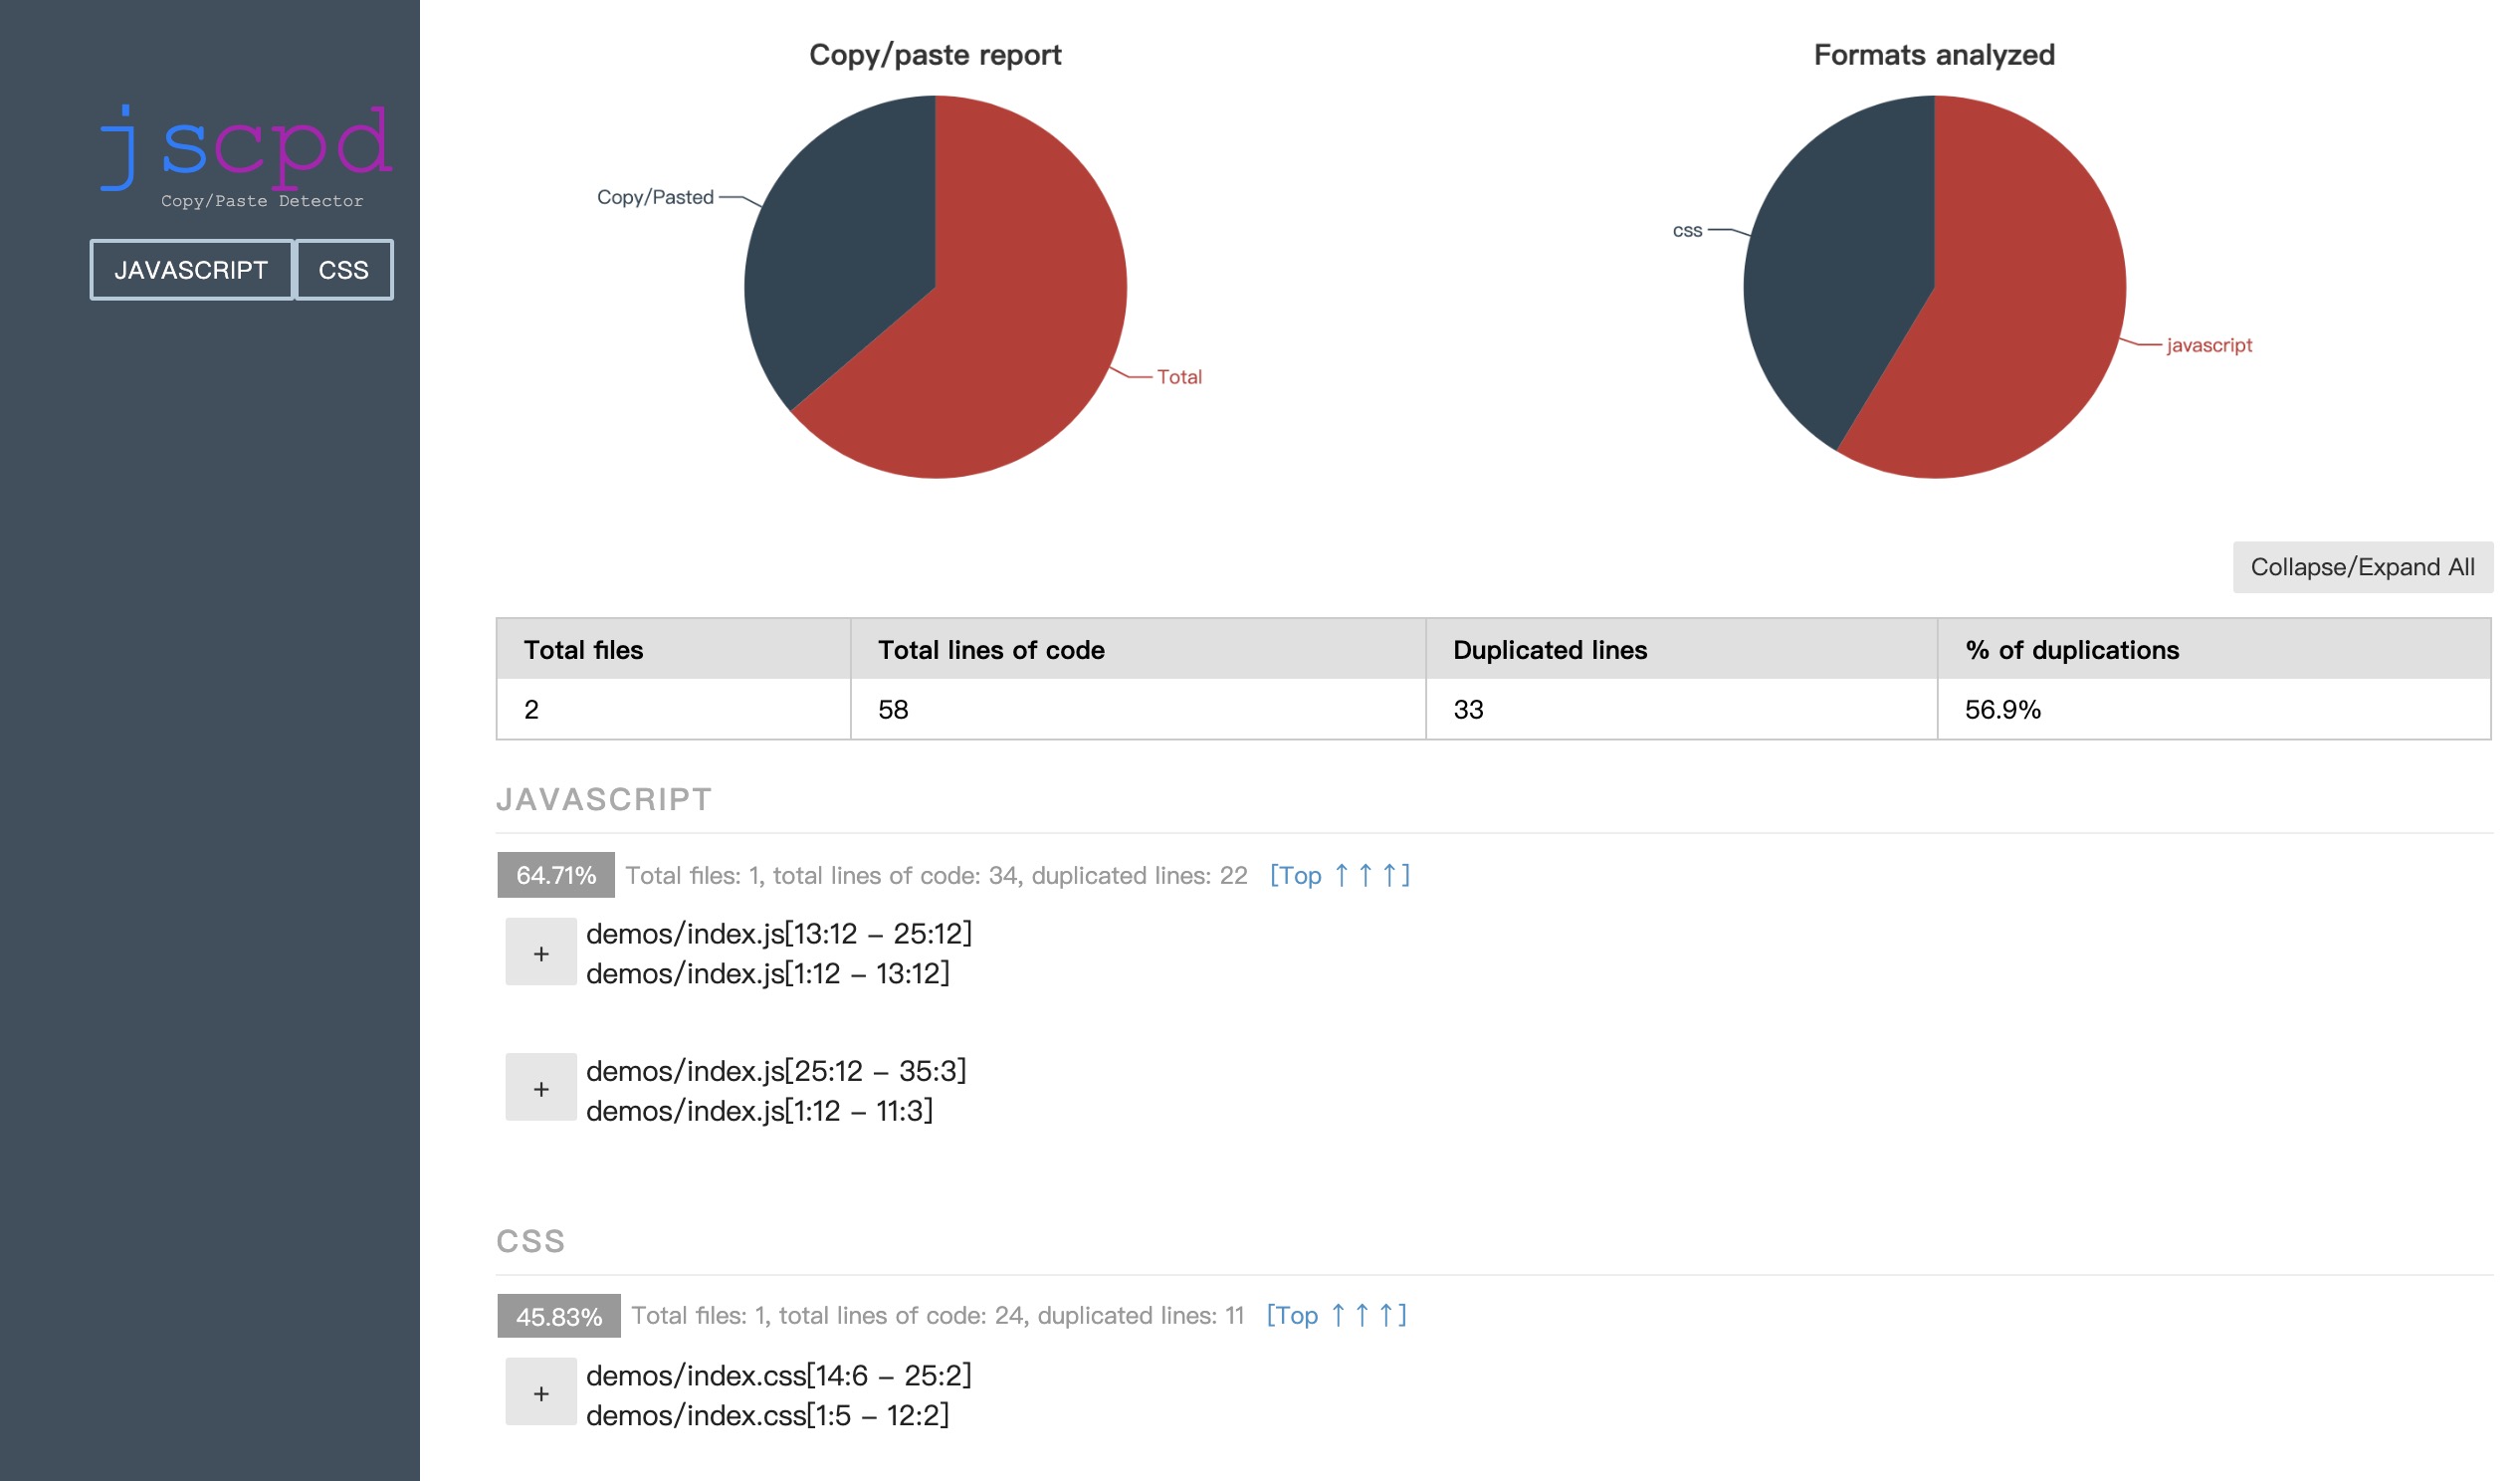 jscpd
Copy/Paste Detector
JAVASCRIPT CSS
Copy/paste report
Copy/Pasted
Total
Formats analyzed
css
javascript
Collapse/Expand All
Total files Total lines of code Duplicated lines % of duplications
2 58 33 56.9%
JAVASCRIPT
64.71% Total files: 1, total lines of code: 34, duplicated lines: 22 [Top ↑ ↑ ↑]
+
demos/index.js[13:12 – 25:12]
demos/index.js[1:12 – 13:12]
+
demos/index.js[25:12 – 35:3]
demos/index.js[1:12 – 11:3]
CSS
45.83% Total files: 1, total lines of code: 24, duplicated lines: 11 [Top ↑ ↑ ↑]
+
demos/index.css[14:6 – 25:2]
demos/index.css[1:5 – 12:2]